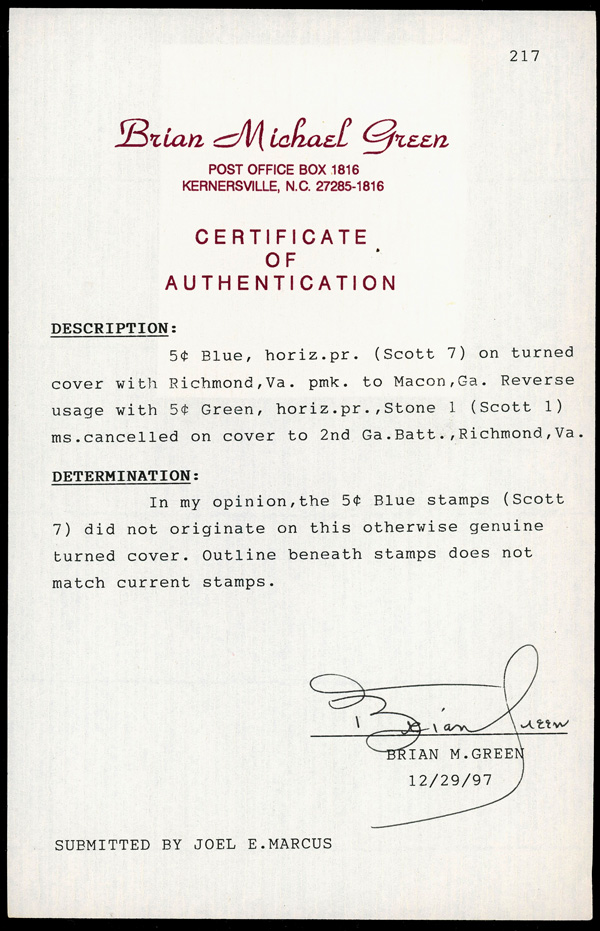 217
Brian Michael Green
POST OFFICE BOX 1816
KERNERSVILLE, N.C. 27285-1816
CERTIFICATE
OF
AUTHENTICATION
DESCRIPTION:
5¢ Blue, horiz.pr. (Scott 7) on turned
cover with Richmond,Va. pmk. to Macon,Ga. Reverse
usage with 5¢ Green, horiz.pr.,Stone 1 (Scott 1)
ms.cancelled on cover to 2nd Ga.Batt.,Richmond,Va.
DETERMINATION:
In my opinion,the 5¢ Blue stamps (Scott
7) did not originate on this otherwise genuine
turned cover. Outline beneath stamps does not
match current stamps.
Brian Green
BRIAN M.GREEN
12/29/97
SUBMITTED BY JOEL E.MARCUS